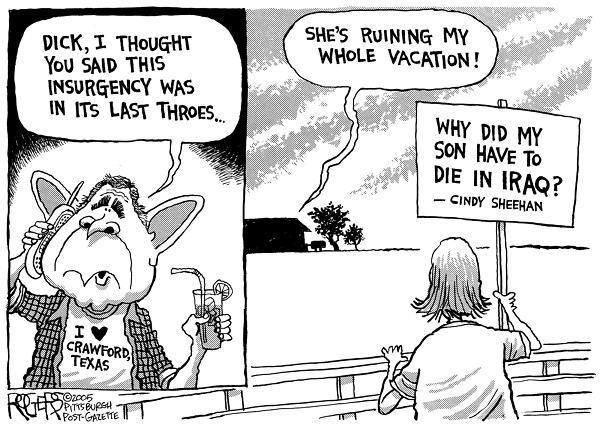 DICK, I THOUGHT
YOU SAID THIS
INSURGENCY WAS
IN ITS LAST THROES...
I ♥
CRAWFORD,
TEXAS
SHE'S RUINING MY
WHOLE VACATION!
WHY DID MY
SON HAVE TO
DIE IN IRAQ?
— CINDY SHEEHAN
ROGERS ©2005
PITTSBURGH
POST-GAZETTE